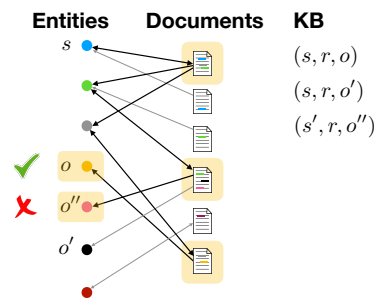 Entities Documents KB
s (s, r, o)
(s, r, o′)
(s′, r, o″)
o
o″
o′